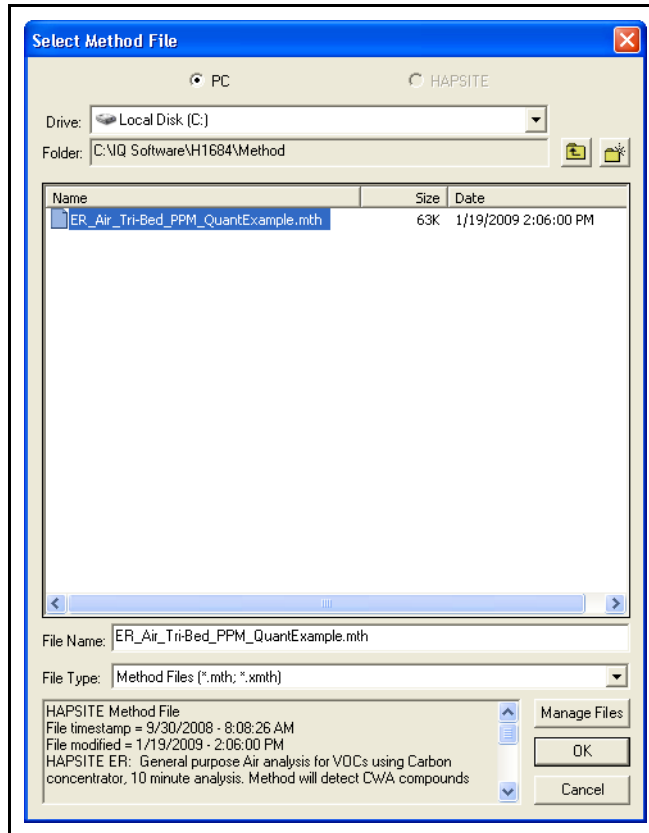 Select Method File
PC HAPSITE
Drive: Local Disk (C:)
Folder: C:\IQ Software\H1684\Method
Name Size Date
ER_Air_Tri-Bed_PPM_QuantExample.mth 63K 1/19/2009 2:06:00 PM
File Name: ER_Air_Tri-Bed_PPM_QuantExample.mth
File Type: Method Files (*.mth; *.xmth)
HAPSITE Method File
File timestamp = 9/30/2008 - 8:08:26 AM
File modified = 1/19/2009 - 2:06:00 PM
HAPSITE ER: General purpose Air analysis for VOCs using Carbon
concentrator, 10 minute analysis. Method will detect CWA compounds
Manage Files
OK
Cancel